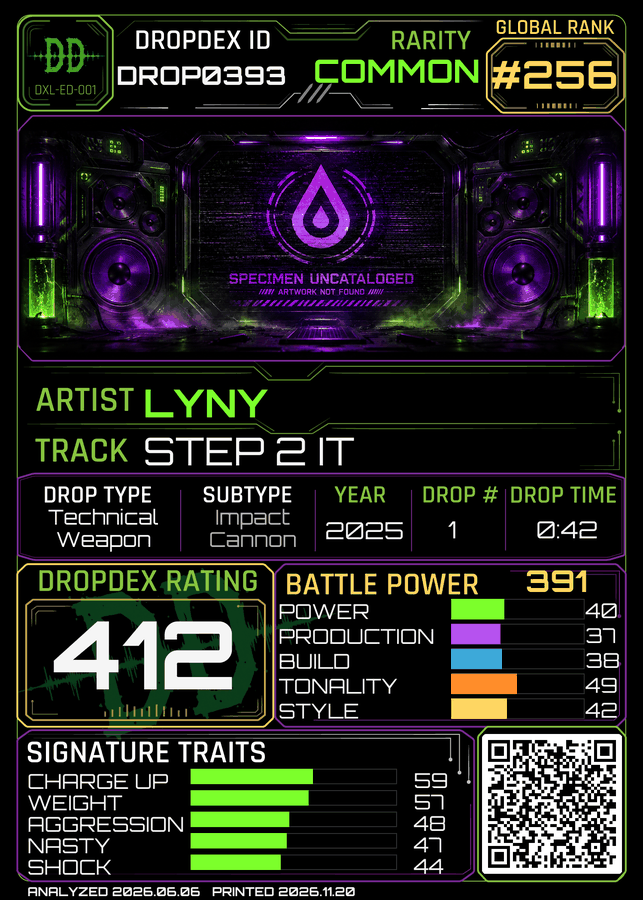 DD
DXL-ED-001
DROPDEX ID
DROP0393
RARITY
COMMON
GLOBAL RANK
#256
SPECIMEN UNCATALOGED
ARTWORK NOT FOUND
ARTIST LYNY
TRACK STEP 2 IT
DROP TYPE
Technical
Weapon
SUBTYPE
Impact
Cannon
YEAR
2025
DROP #
1
DROP TIME
0:42
DROPDEX RATING
412
BATTLE POWER 391
POWER 40
PRODUCTION 37
BUILD 38
TONALITY 49
STYLE 42
SIGNATURE TRAITS
CHARGE UP 59
WEIGHT 57
AGGRESSION 48
NASTY 47
SHOCK 44
ANALYZED 2026.06.06 PRINTED 2026.11.20